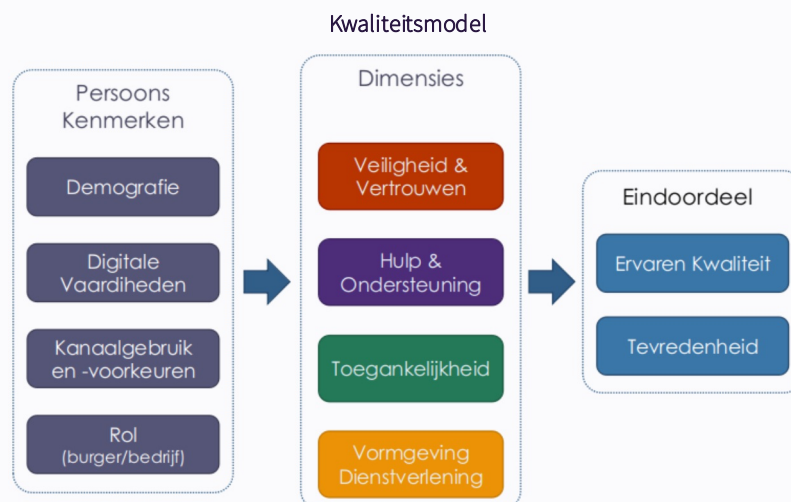 Kwaliteitsmodel
Persoons
Kenmerken
Demografie
Digitale
Vaardiheden
Kanaalgebruik
en -voorkeuren
Rol
(burger/bedrijf)
Dimensies
Veiligheid &
Vertrouwen
Hulp &
Ondersteuning
Toegankelijkheid
Vormgeving
Dienstverlening
Eindoordeel
Ervaren Kwaliteit
Tevredenheid